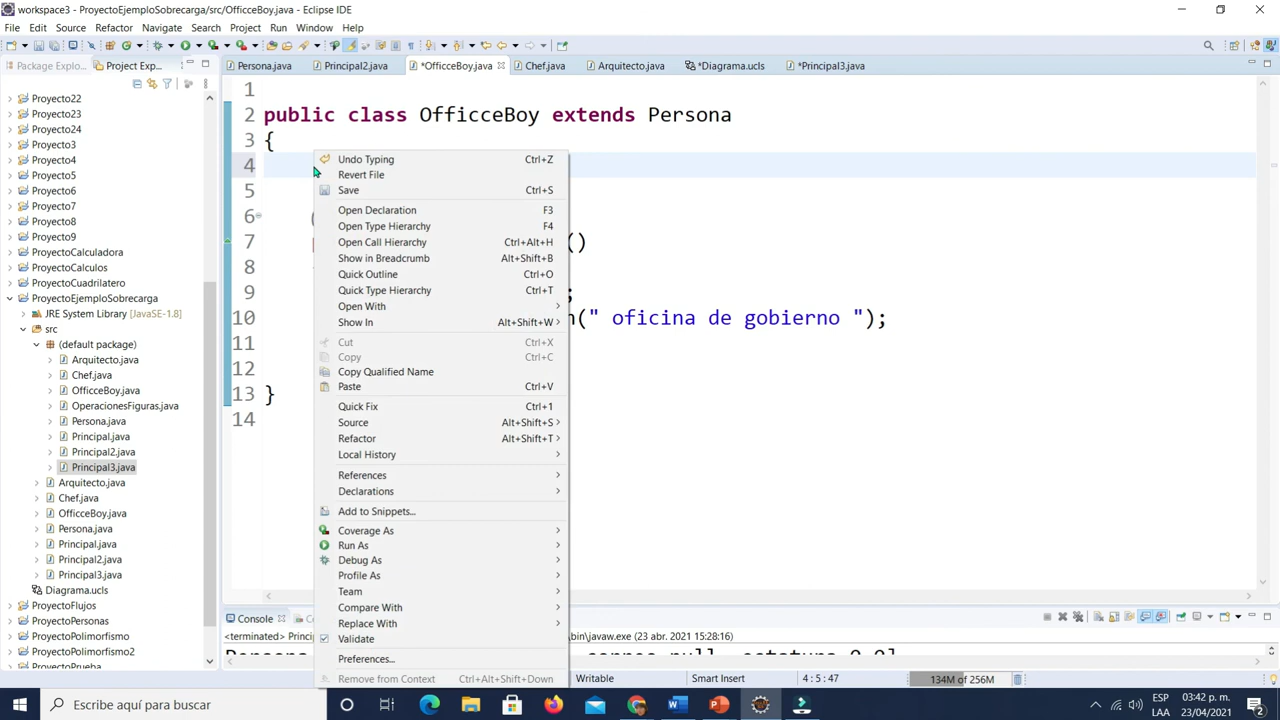 workspace3 - ProyectoEjemploSobrecarga/src/OfficceBoy.java - Eclipse IDE
File Edit Source Refactor Navigate Search Project Run Window Help
Package Explo... Project Exp... Persona.java Principal2.java *OfficceBoy.java Chef.java Arquitecto.java *Diagrama.ucls *Principal3.java
Proyecto22
Proyecto23
Proyecto24
Proyecto3
Proyecto4
Proyecto5
Proyecto6
Proyecto7
Proyecto8
Proyecto9
ProyectoCalculadora
ProyectoCalculos
ProyectoCuadrilatero
ProyectoEjemploSobrecarga
JRE System Library [JavaSE-1.8]
src
(default package)
Arquitecto.java
Chef.java
OfficceBoy.java
OperacionesFiguras.java
Persona.java
Principal.java
Principal2.java
Principal3.java
Arquitecto.java
Chef.java
OfficceBoy.java
Persona.java
Principal.java
Principal2.java
Principal3.java
Diagrama.ucls
ProyectoFlujos
ProyectoPersonas
ProyectoPolimorfismo
ProyectoPolimorfismo2
ProyectoPrueba
1
2 public class OfficceBoy extends Persona
3 {
4
5
6
7 ()
8
9 ;
10 n(" oficina de gobierno ");
11
12
13 }
14
Undo Typing Ctrl+Z
Revert File
Save Ctrl+S
Open Declaration F3
Open Type Hierarchy F4
Open Call Hierarchy Ctrl+Alt+H
Show in Breadcrumb Alt+Shift+B
Quick Outline Ctrl+O
Quick Type Hierarchy Ctrl+T
Open With
Show In Alt+Shift+W
Cut Ctrl+X
Copy Ctrl+C
Copy Qualified Name
Paste Ctrl+V
Quick Fix Ctrl+1
Source Alt+Shift+S
Refactor Alt+Shift+T
Local History
References
Declarations
Add to Snippets...
Coverage As
Run As
Debug As
Profile As
Team
Compare With
Replace With
Validate
Preferences...
Remove from Context Ctrl+Alt+Shift+Down
Console
<terminated> Princi \bin\javaw.exe (23 abr. 2021 15:28:16)
Persona correo=null, estatura=0.0]
Writable Smart Insert 4 : 5 : 47 134M of 256M
Escribe aquí para buscar
ESP 03:42 p. m.
LAA 23/04/2021
2